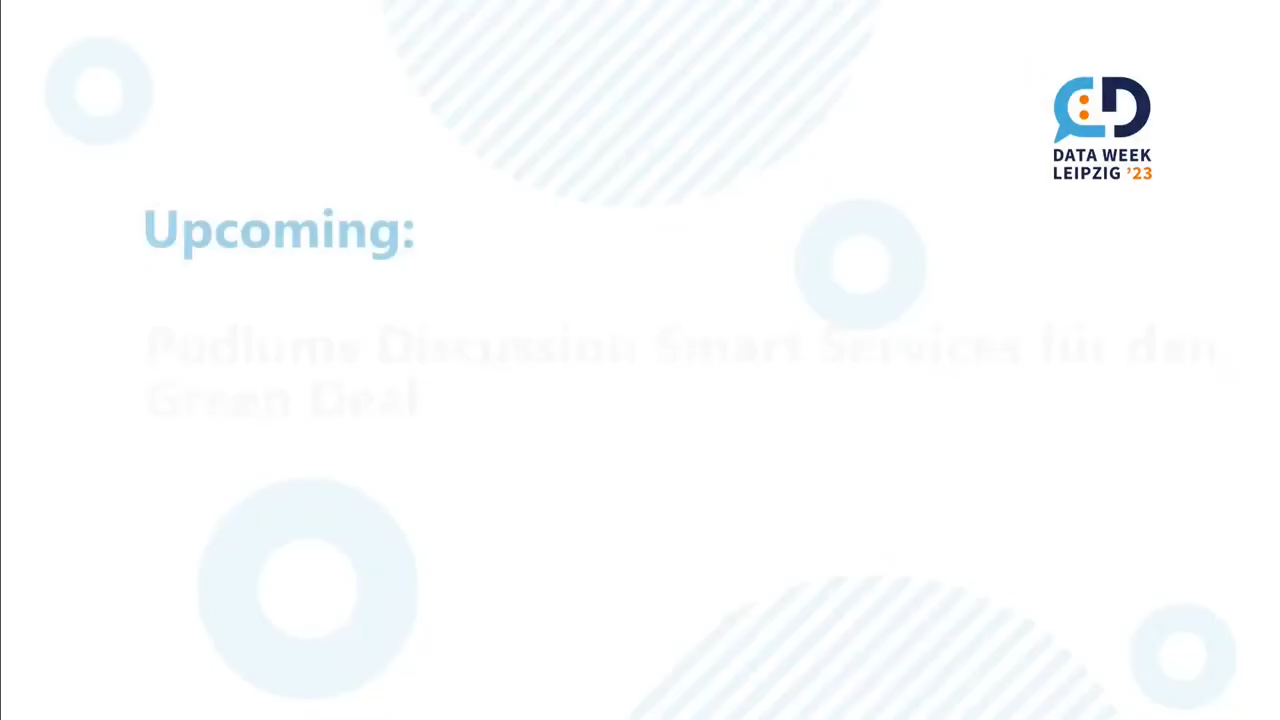 DATA WEEK
LEIPZIG ’23
Upcoming:
Podiums Discussion Smart Services für den
Green Deal